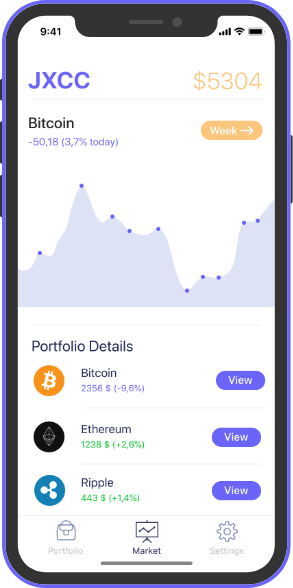 9:41
JXCC $5304
Bitcoin
-50,18 (3,7% today)
Week
Portfolio Details
Bitcoin
2356 $ (-9,6%)
View
Ethereum
1238 $ (+2,6%)
View
Ripple
443 $ (+1,4%)
View
Portfolio Market Settings